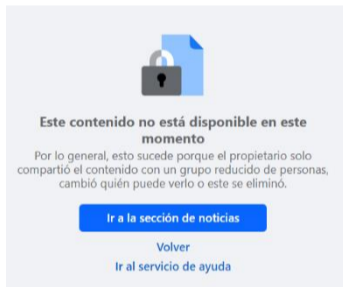 Este contenido no está disponible en este
momento
Por lo general, esto sucede porque el propietario solo
compartió el contenido con un grupo reducido de personas,
cambió quién puede verlo o este se eliminó.
Ir a la sección de noticias
Volver
Ir al servicio de ayuda